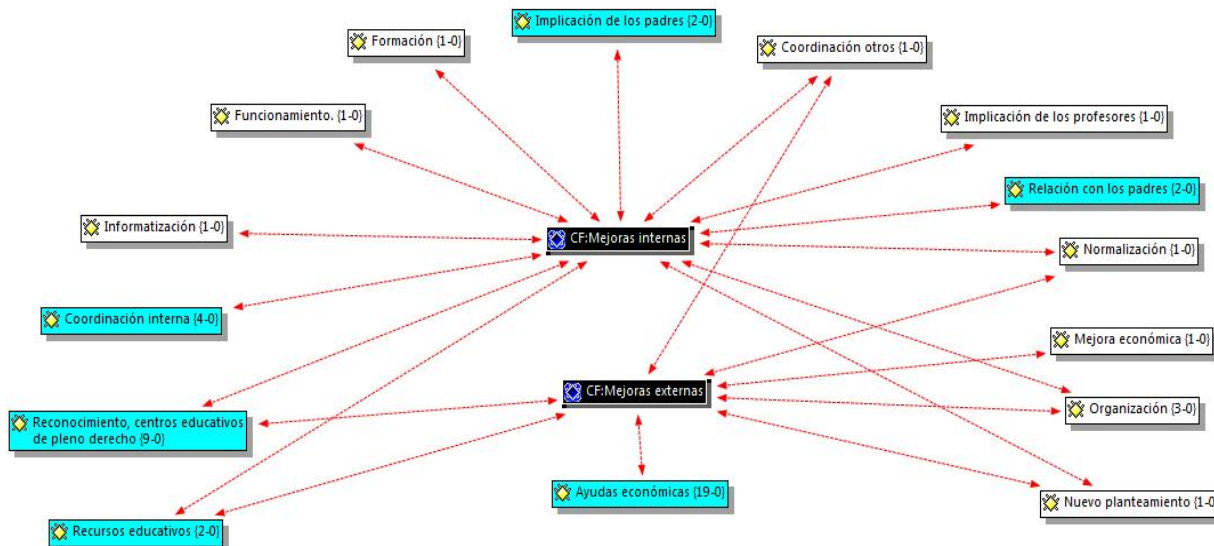 Implicación de los padres {2-0}
Formación {1-0}
Coordinación otros {1-0}
Funcionamiento. {1-0}
Implicación de los profesores {1-0}
Relación con los padres {2-0}
Informatización {1-0}
CF:Mejoras internas
Normalización {1-0}
Coordinación interna {4-0}
Mejora económica {1-0}
CF:Mejoras externas
Organización {3-0}
Reconocimiento, centros educativos
de pleno derecho {9-0}
Ayudas económicas {19-0}
Nuevo planteamiento {1-0
Recursos educativos {2-0}